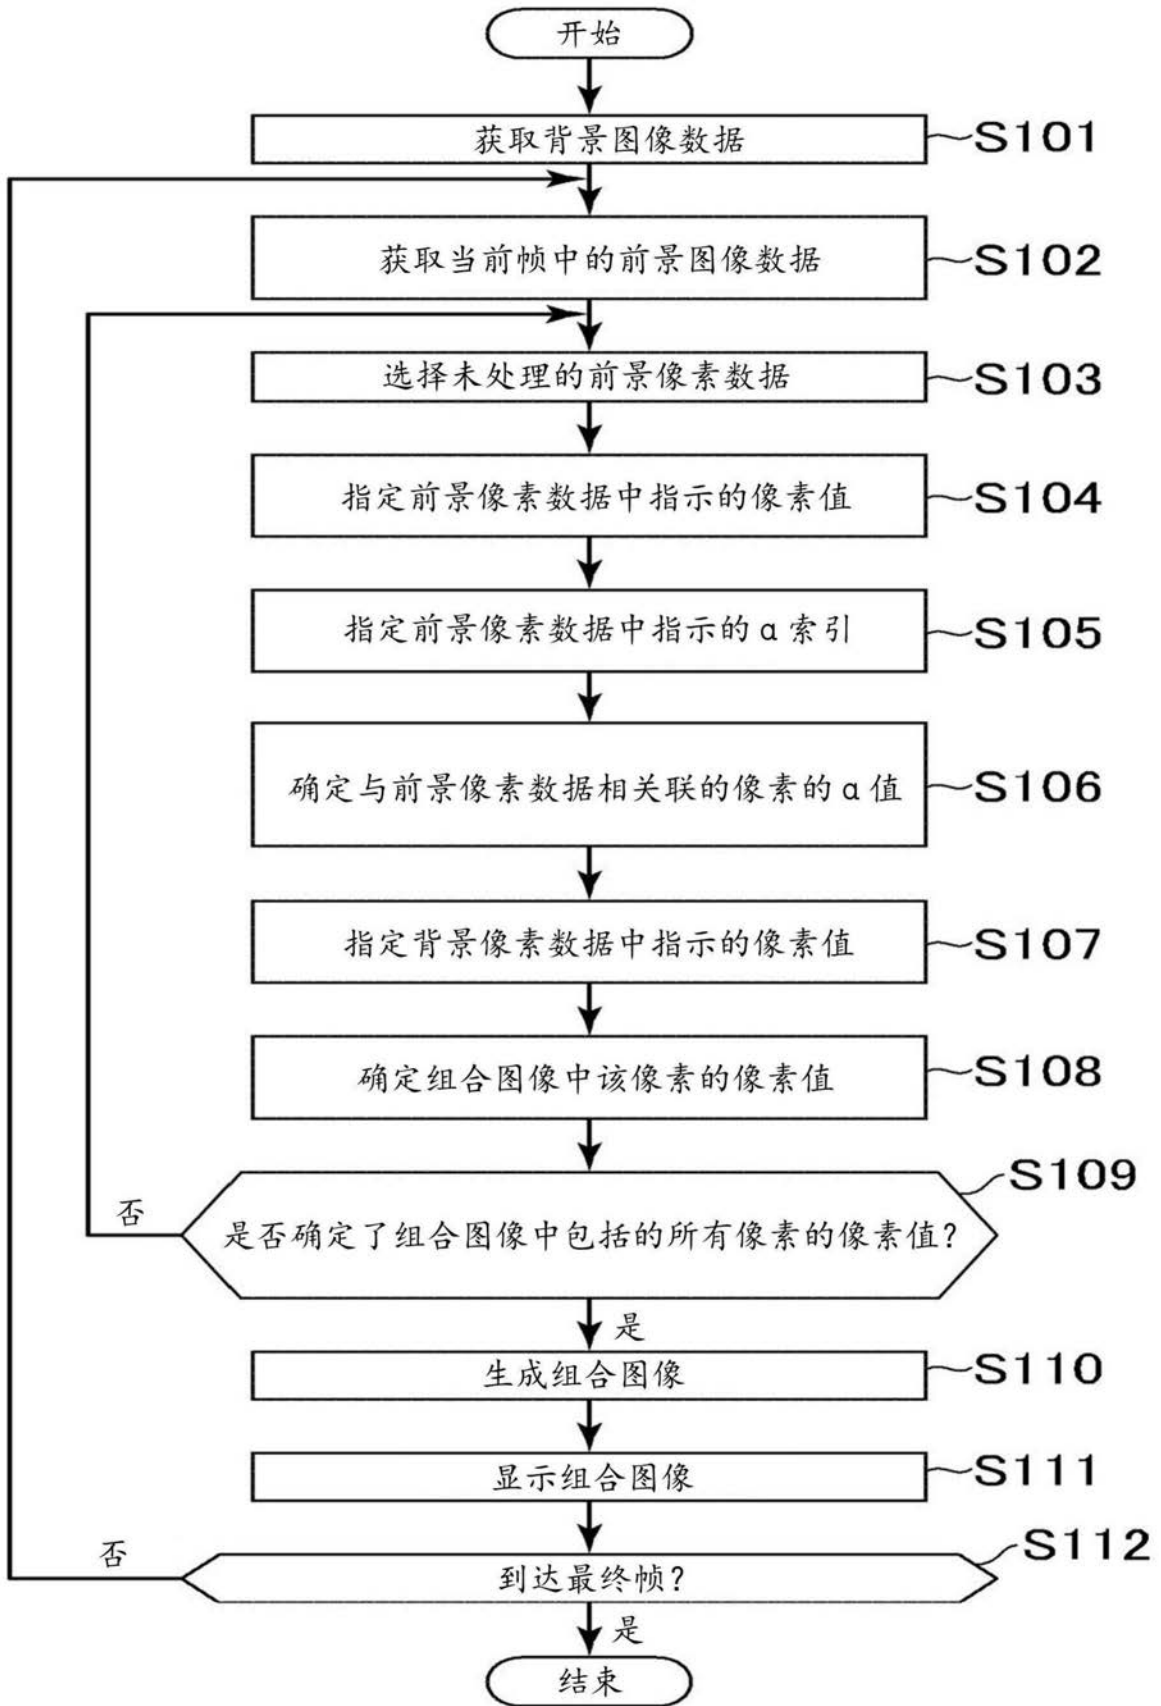 开始
获取背景图像数据
S101
获取当前帧中的前景图像数据
S102
选择未处理的前景像素数据
S103
指定前景像素数据中指示的像素值
S104
指定前景像素数据中指示的α索引
S105
确定与前景像素数据相关联的像素的α值
S106
指定背景像素数据中指示的像素值
S107
确定组合图像中该像素的像素值
S108
S109
否
是否确定了组合图像中包括的所有像素的像素值?
是
生成组合图像
S110
显示组合图像
S111
S112
否
到达最终帧?
是
结束